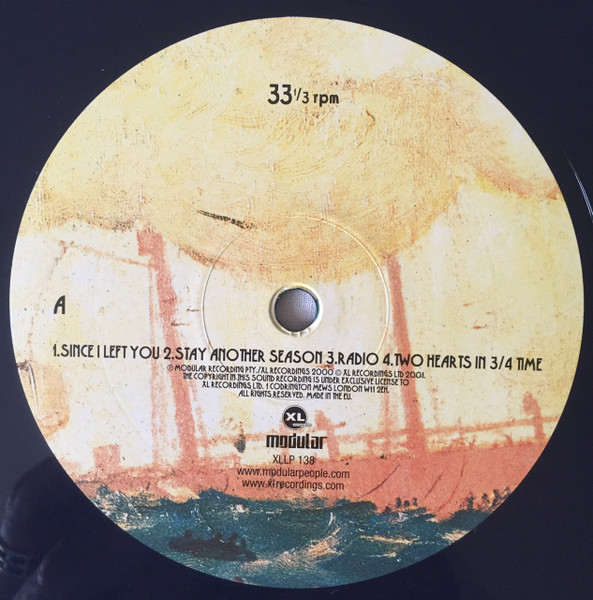 33 1/3 rpm
A
1.SINCE I LEFT YOU 2.STAY ANOTHER SEASON 3.RADIO 4.TWO HEARTS IN 3/4 TIME
℗ MODULAR RECORDING PTY./XL RECORDINGS 2000 © XL RECORDINGS LTD 2001.
THE COPYRIGHT IN THIS SOUND RECORDING IS UNDER EXCLUSIVE LICENSE TO
XL RECORDINGS LTD. 1 CODRINGTON MEWS LONDON W11 2EH.
ALL RIGHTS RESERVED. MADE IN THE EU.
XL
modular
XLLP 138
www.modularpeople.com
www.xlrecordings.com